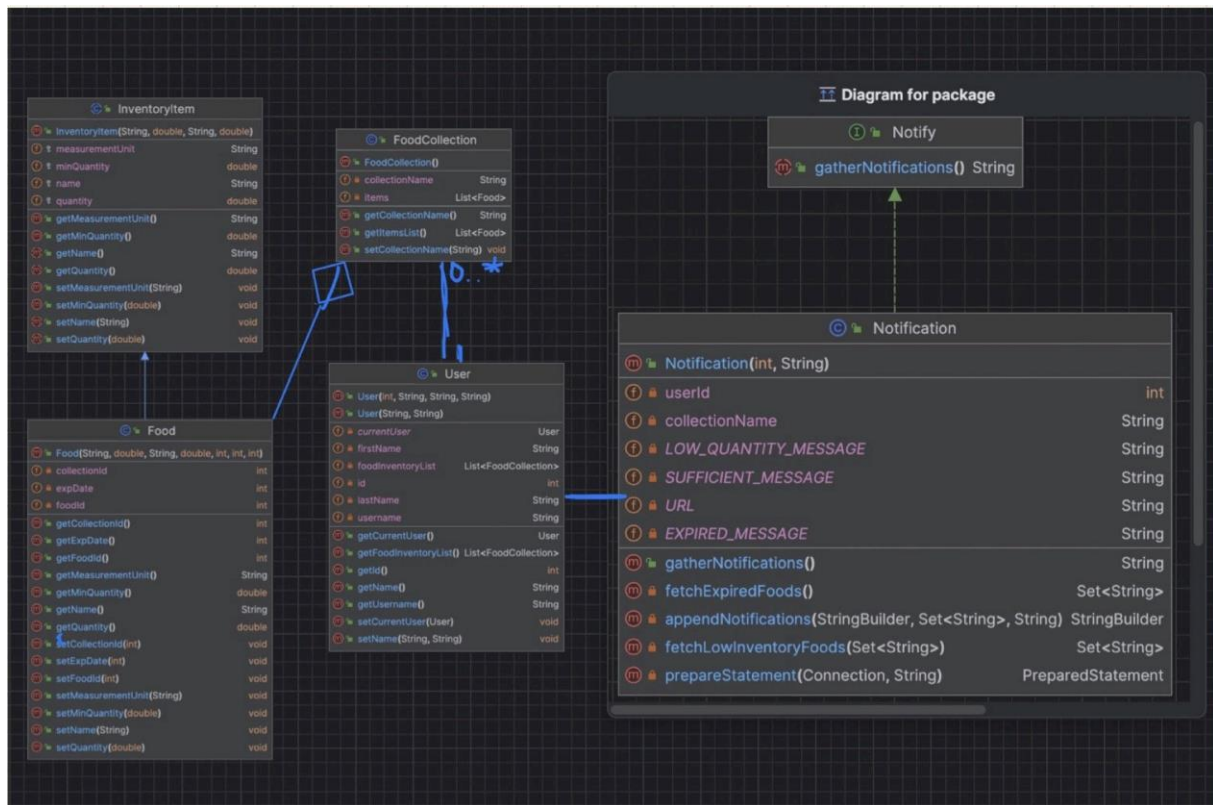 InventoryItem
InventoryItem(String, double, String, double)
measurementUnit String
minQuantity double
name String
quantity double
getMeasurementUnit() String
getMinQuantity() double
getName() String
getQuantity() double
setMeasurementUnit(String) void
setMinQuantity(double) void
setName(String) void
setQuantity(double) void
FoodCollection
FoodCollection()
collectionName String
items List<Food>
getCollectionName() String
getItemsList() List<Food>
setCollectionName(String) void
0..*
1
Food
Food(String, double, String, double, int, int, int)
collectionId int
expDate int
foodId int
getCollectionId() int
getExpDate() int
getFoodId() int
getMeasurementUnit() String
getMinQuantity() double
getName() String
getQuantity() double
setCollectionId(int) void
setExpDate(int) void
setFoodId(int) void
setMeasurementUnit(String) void
setMinQuantity(double) void
setName(String) void
setQuantity(double) void
User
User(int, String, String, String)
User(String, String)
currentUser User
firstName String
foodInventoryList List<FoodCollection>
id int
lastName String
username String
getCurrentUser() User
getFoodInventoryList() List<FoodCollection>
getId() int
getName() String
getUsername() String
setCurrentUser(User) void
setName(String, String) void
Diagram for package
Notify
gatherNotifications() String
Notification
Notification(int, String)
userId int
collectionName String
LOW_QUANTITY_MESSAGE String
SUFFICIENT_MESSAGE String
URL String
EXPIRED_MESSAGE String
gatherNotifications() String
fetchExpiredFoods() Set<String>
appendNotifications(StringBuilder, Set<String>, String) StringBuilder
fetchLowInventoryFoods(Set<String>) Set<String>
prepareStatement(Connection, String) PreparedStatement